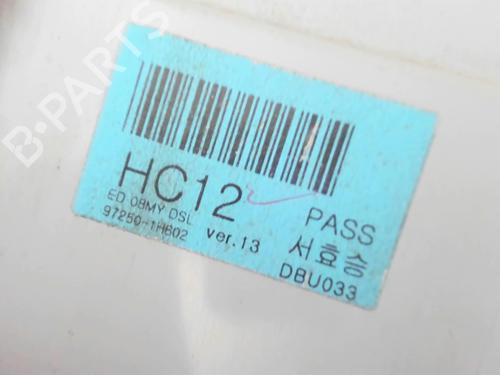 B·PARTS
HC12
ED 08MY DSL
97250-1H602
ver.13
PASS
서효승
DBU033